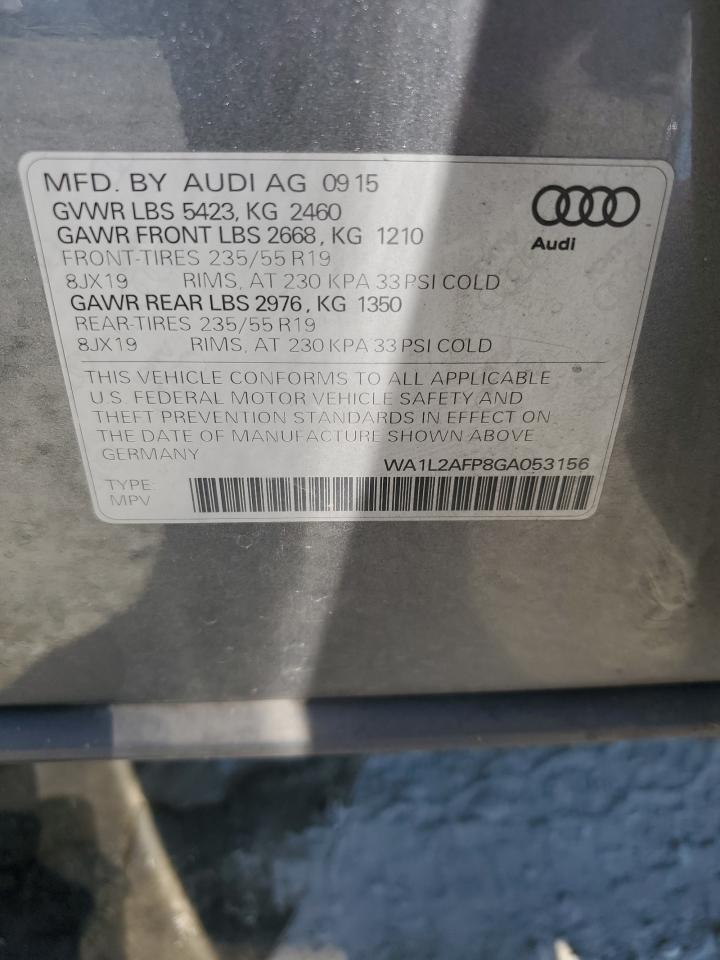 MFD. BY AUDI AG 09 15
GVWR LBS 5423, KG 2460
GAWR FRONT LBS 2668, KG 1210
FRONT-TIRES 235/55 R19
8JX19 RIMS, AT 230 KPA 33 PSI COLD
GAWR REAR LBS 2976, KG 1350
REAR-TIRES 235/55 R19
8JX19 RIMS, AT 230 KPA 33 PSI COLD
Audi
THIS VEHICLE CONFORMS TO ALL APPLICABLE
U.S. FEDERAL MOTOR VEHICLE SAFETY AND
THEFT PREVENTION STANDARDS IN EFFECT ON
THE DATE OF MANUFACTURE SHOWN ABOVE
GERMANY
WA1L2AFP8GA053156
TYPE:
MPV